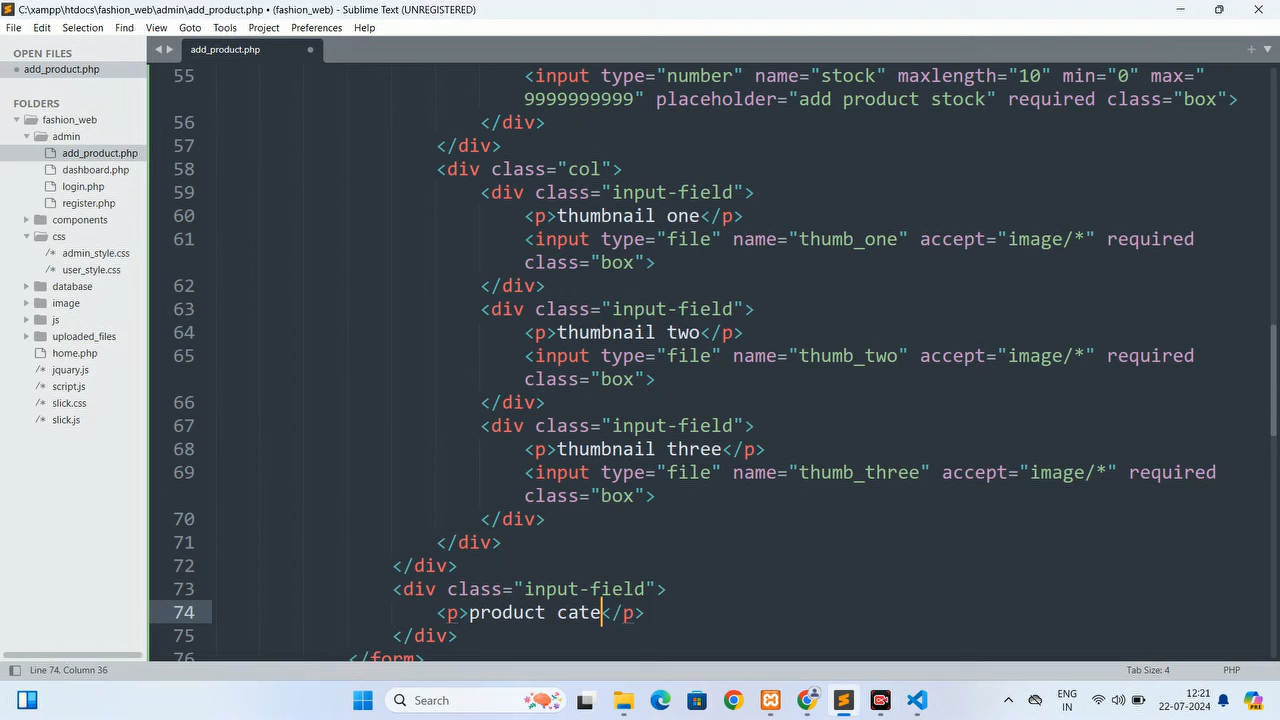 C:\xampp\htdocs\fashion_web\admin\add_product.php • (fashion_web) - Sublime Text (UNREGISTERED)
File Edit Selection Find View Goto Tools Project Preferences Help
OPEN FILES
add_product.php
FOLDERS
fashion_web
admin
add_product.php
dashboard.php
login.php
register.php
components
css
admin_style.css
user_style.css
database
image
js
uploaded_files
home.php
jquary.js
script.js
slick.css
slick.js
add_product.php
55 <input type="number" name="stock" maxlength="10" min="0" max="
9999999999" placeholder="add product stock" required class="box">
56 </div>
57 </div>
58 <div class="col">
59 <div class="input-field">
60 <p>thumbnail one</p>
61 <input type="file" name="thumb_one" accept="image/*" required
class="box">
62 </div>
63 <div class="input-field">
64 <p>thumbnail two</p>
65 <input type="file" name="thumb_two" accept="image/*" required
class="box">
66 </div>
67 <div class="input-field">
68 <p>thumbnail three</p>
69 <input type="file" name="thumb_three" accept="image/*" required
class="box">
70 </div>
71 </div>
72 </div>
73 <div class="input-field">
74 <p>product cate</p>
75 </div>
76 </form>
Line 74, Column 36 Tab Size: 4 PHP
Search
ENG
IN
12:21
22-07-2024
PRE